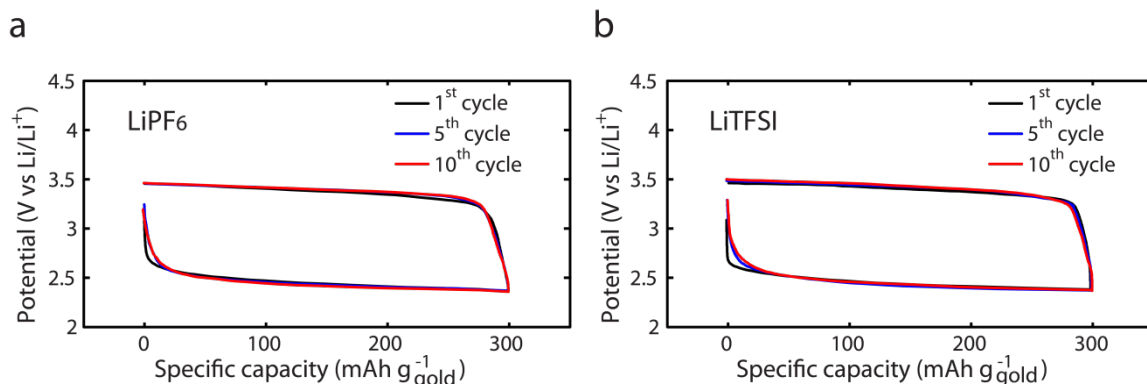 a
4.5
4
3.5
3
2.5
2
Potential (V vs Li/Li⁺)
LiPF6
1ˢᵗ cycle
5ᵗʰ cycle
10ᵗʰ cycle
0 100 200 300
Specific capacity (mAh g⁻¹gold)
b
4.5
4
3.5
3
2.5
2
Potential (V vs Li/Li⁺)
LiTFSI
1ˢᵗ cycle
5ᵗʰ cycle
10ᵗʰ cycle
0 100 200 300
Specific capacity (mAh g⁻¹gold)